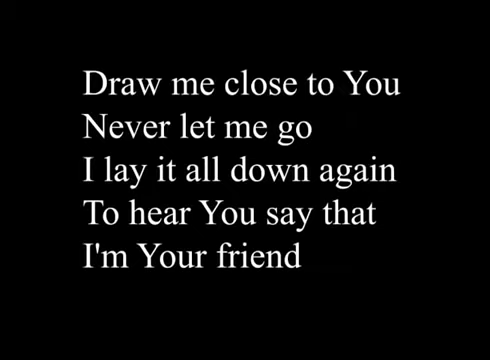 Draw me close to You
Never let me go
I lay it all down again
To hear You say that
I'm Your friend